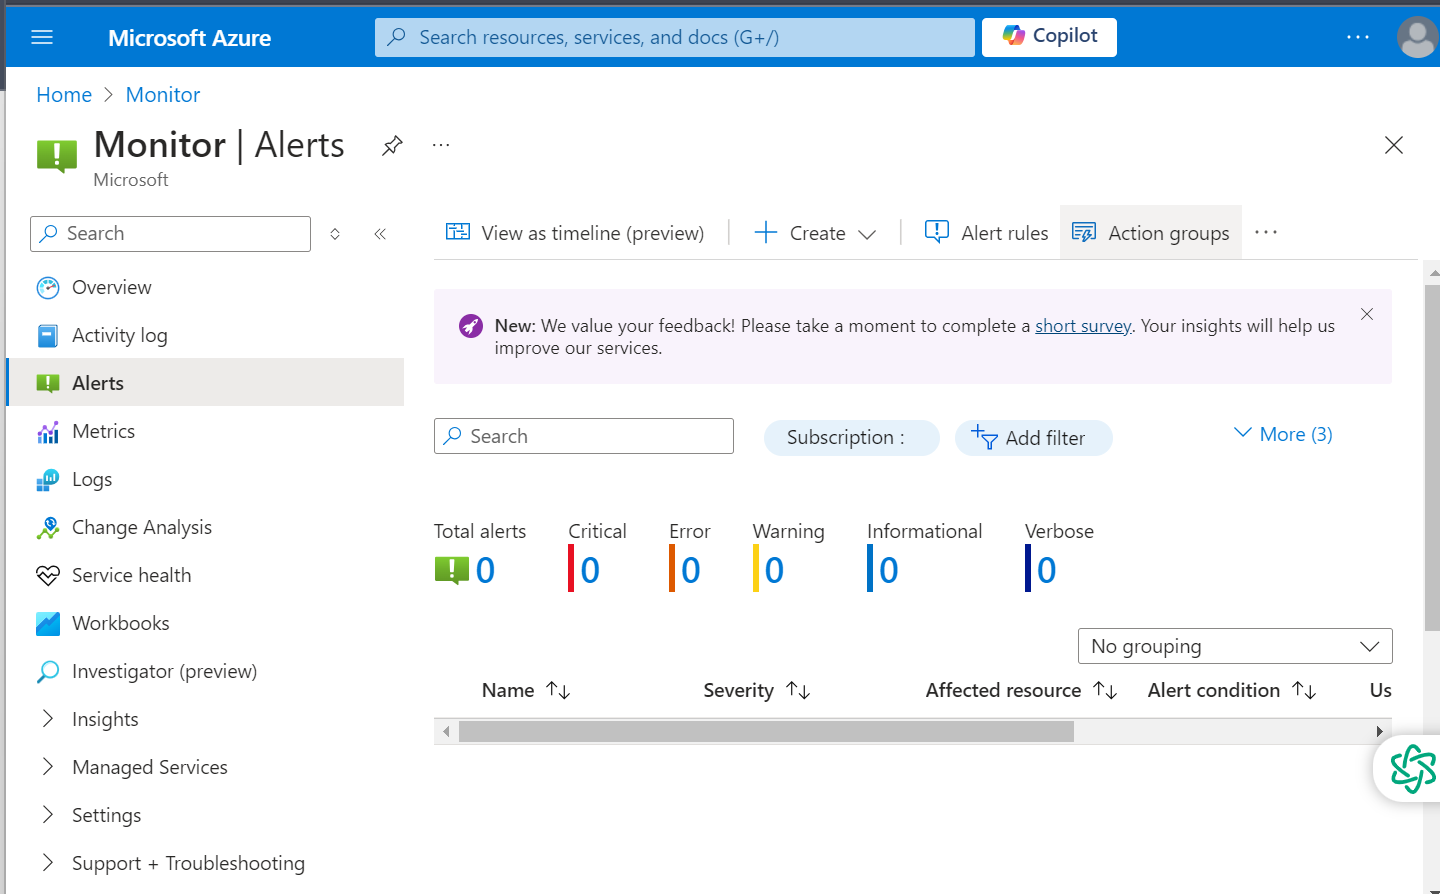 Microsoft Azure
Search resources, services, and docs (G+/)
Copilot
Home > Monitor
Monitor | Alerts
Microsoft
Search
Overview
Activity log
Alerts
Metrics
Logs
Change Analysis
Service health
Workbooks
Investigator (preview)
Insights
Managed Services
Settings
Support + Troubleshooting
View as timeline (preview)
Create
Alert rules
Action groups
New: We value your feedback! Please take a moment to complete a short survey. Your insights will help us
improve our services.
Search
Subscription :
Add filter
More (3)
Total alerts Critical Error Warning Informational Verbose
0 0 0 0 0 0
No grouping
Name Severity Affected resource Alert condition Us